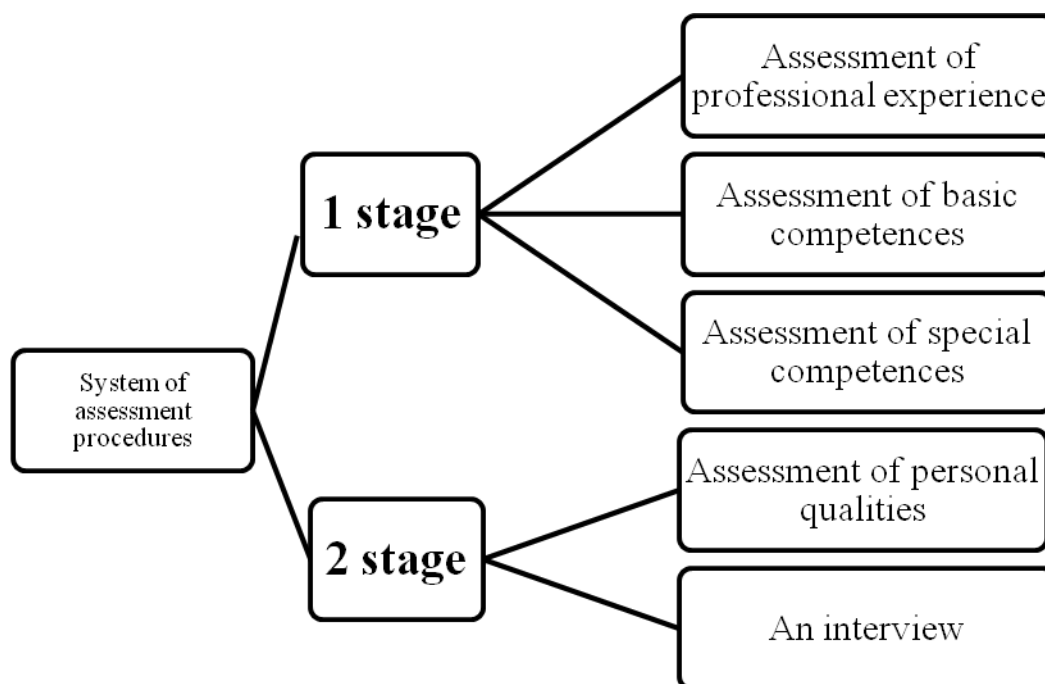 System of
assessment
procedures
1 stage
Assessment of
professional experience
Assessment of basic
competences
Assessment of special
competences
2 stage
Assessment of personal
qualities
An interview